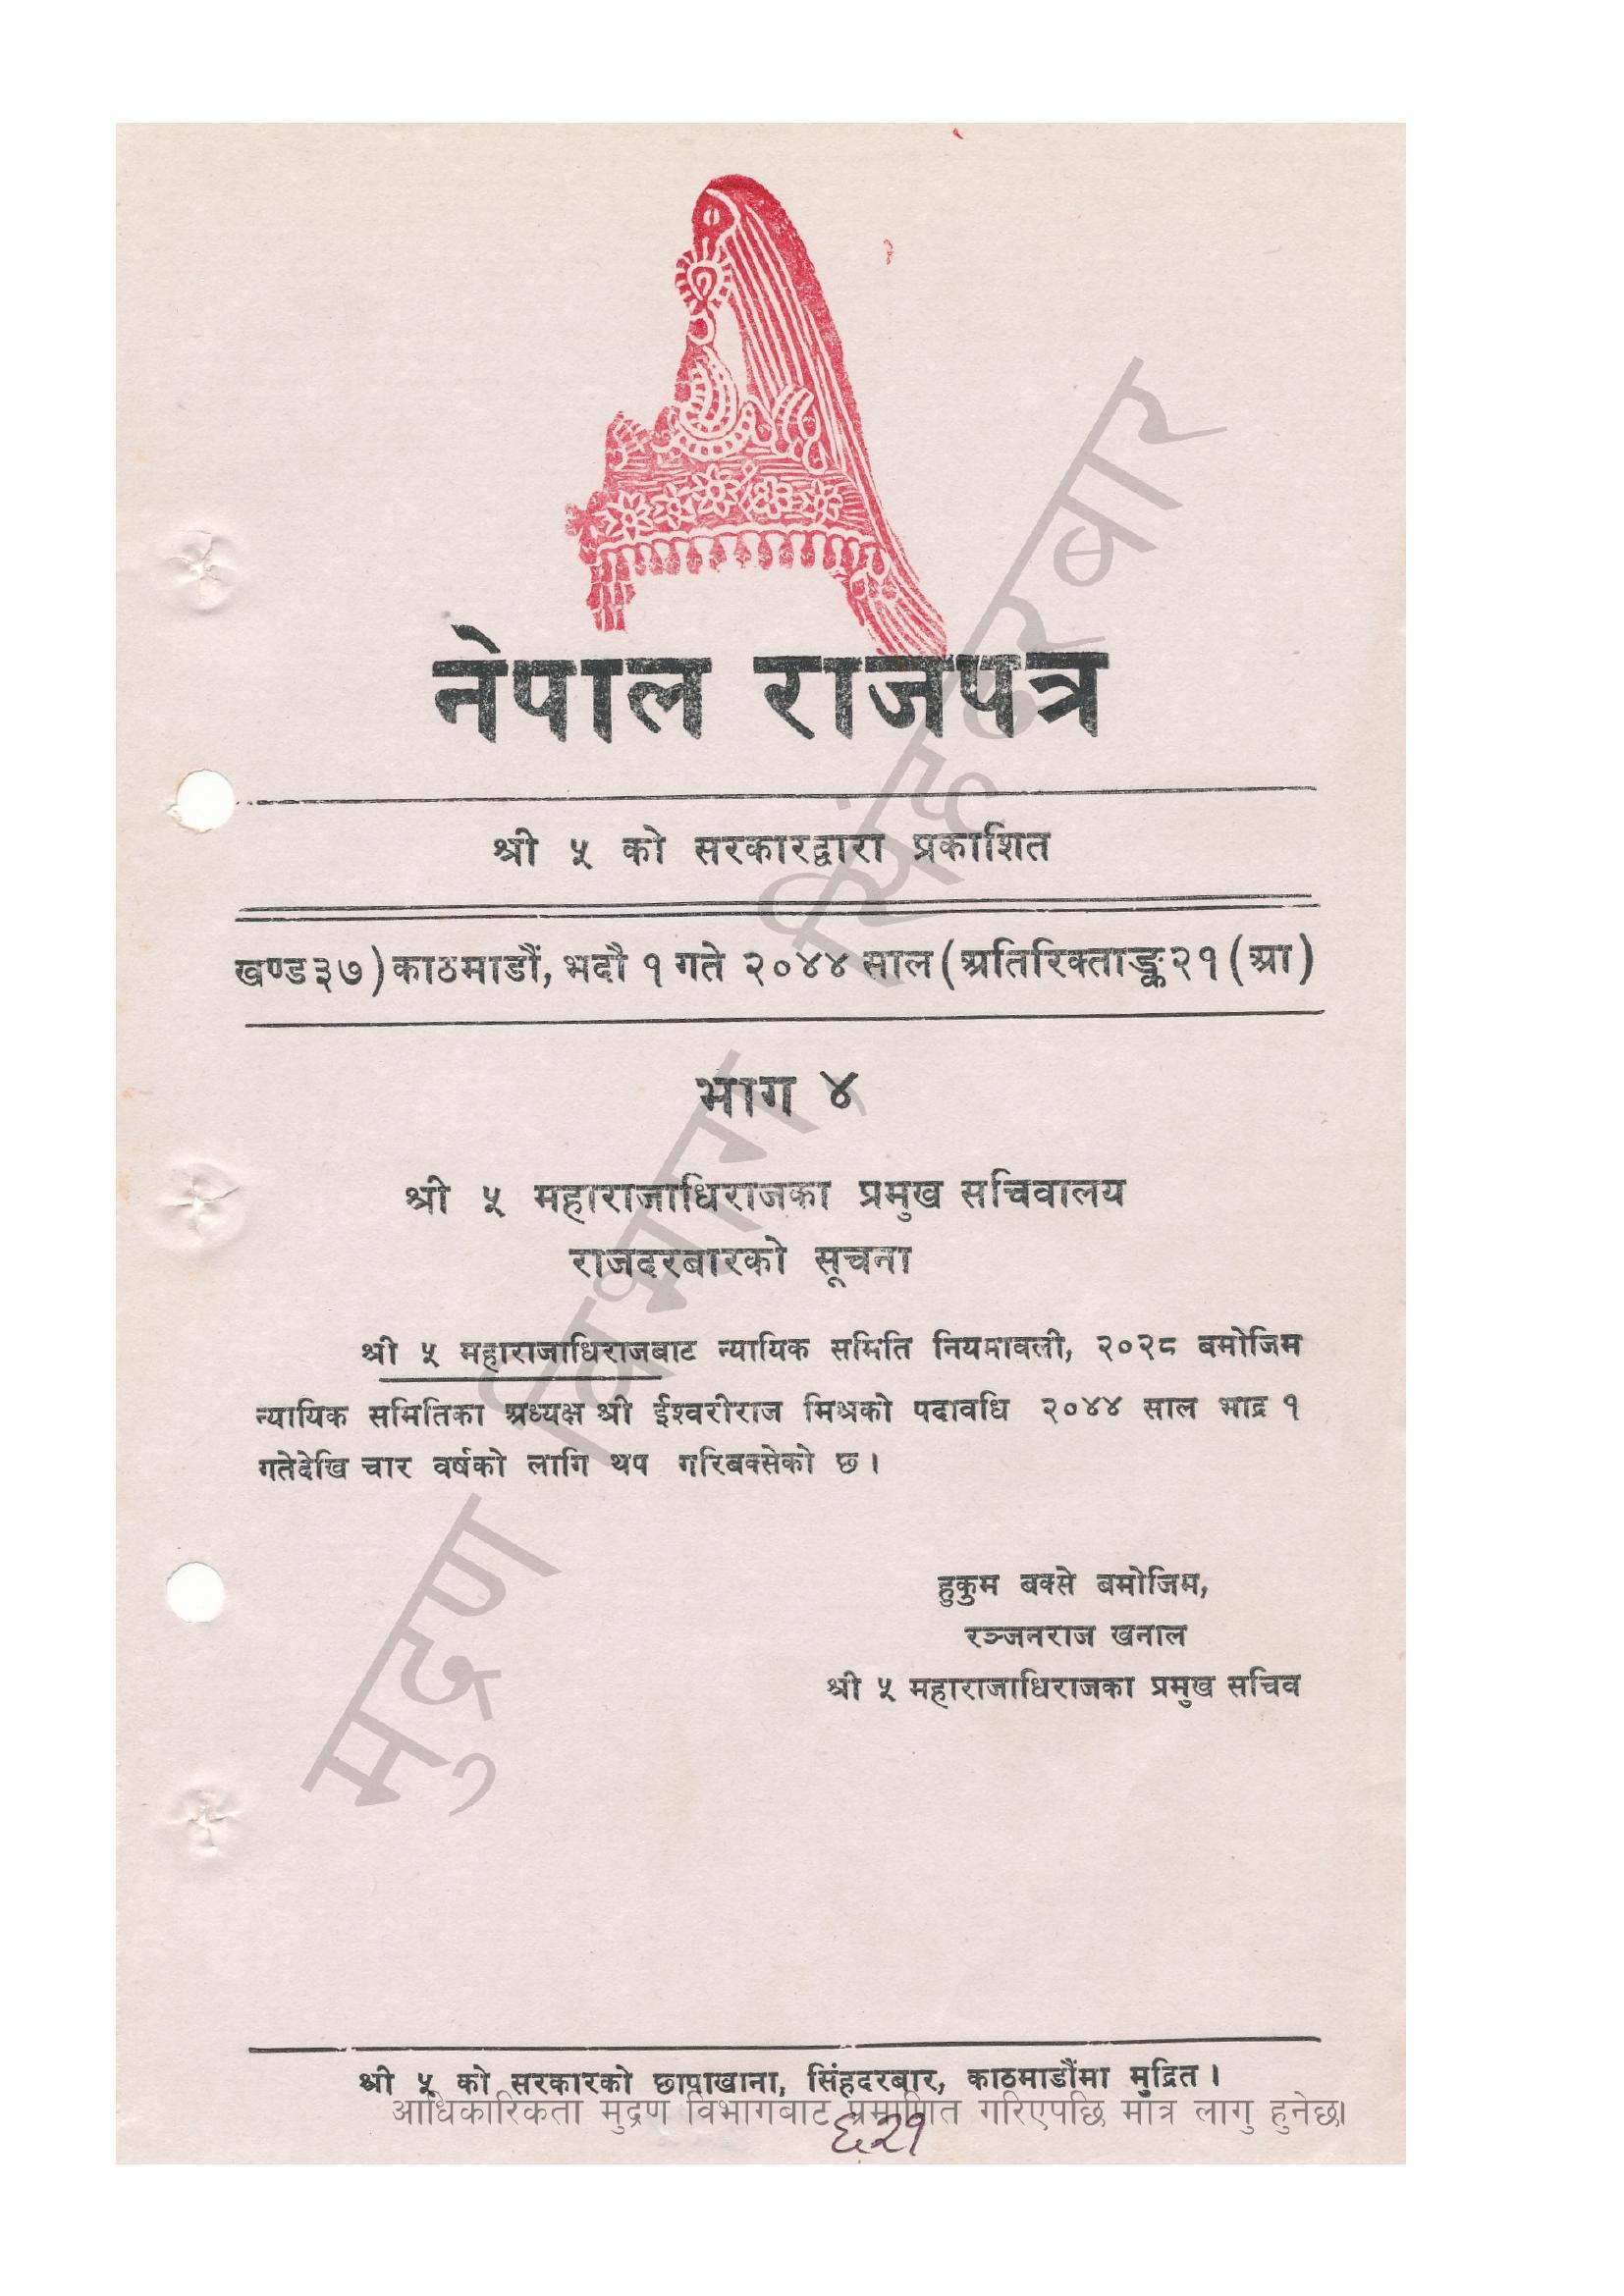 नेपाल राजपत्र
श्री ५ को सरकारद्वारा प्रकाशित
खण्ड ३७) काठमाडौं, भदौ १ गते २०४४ साल (अतिरिक्ताङ्क २१ (आ)
भाग ४
श्री ५ महाराजाधिराजका प्रमुख सचिवालय
राजदरबारको सूचना
श्री ५ महाराजाधिराजबाट न्यायिक समिति नियमावली, २०२८ बमोजिम
न्यायिक समितिका अध्यक्ष श्री ईश्वरीराज मिश्रको पदावधि २०४४ साल भाद्र १
गतेदेखि चार वर्षको लागि थप गरिबक्सेको छ ।
हुकुम बक्से बमोजिम,
रञ्जनराज खनाल
श्री ५ महाराजाधिराजका प्रमुख सचिव
श्री ५ को सरकारको छापाखाना, सिंहदरबार, काठमाडौंमा मुद्रित ।
आधिकारिकता मुद्रण विभागबाट प्रमाणित गरिएपछि मात्र लागु हुनेछ।
६२१
मुद्रण विभाग, सिंहदरबार